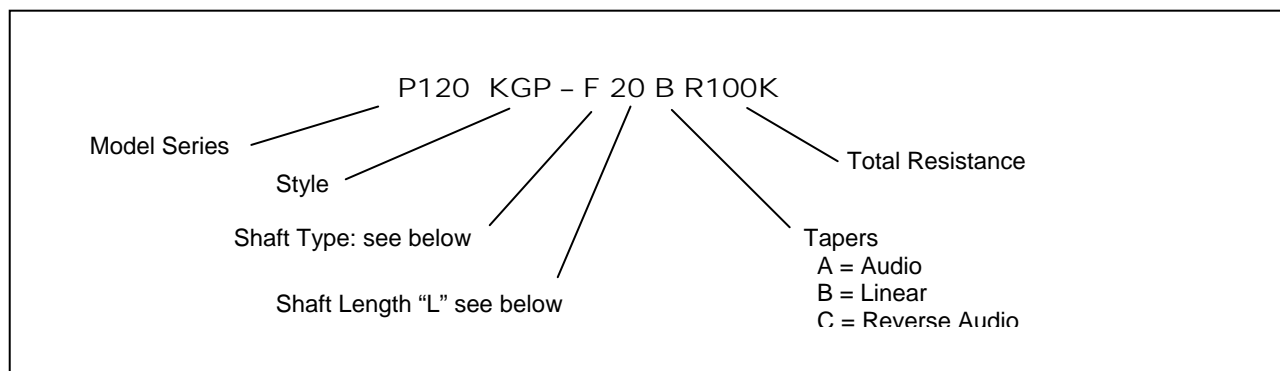 P120 KGP – F 20 B R100K
Model Series
Total Resistance
Style
Shaft Type: see below
Tapers
A = Audio
B = Linear
Shaft Length “L” see below
C = Reverse Audio